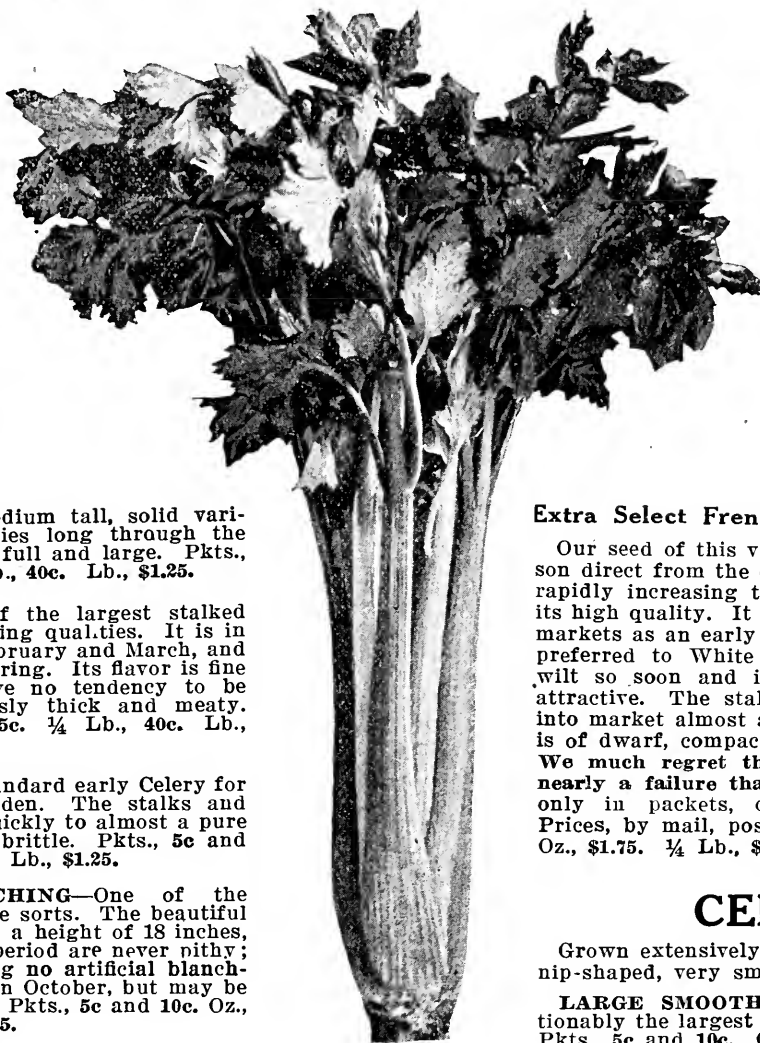 dium tall, solid vari-
ies long through the
full and large. Pkts.,
b., 40c. Lb., $1.25.
f the largest stalked
ing qualities. It is in
bruary and March, and
ring. Its flavor is fine
e no tendency to be
sly thick and meaty.
5c. ¼ Lb., 40c. Lb.,
ndard early Celery for
den. The stalks and
ickly to almost a pure
brittle. Pkts., 5c and
Lb., $1.25.
CHING—One of the
e sorts. The beautiful
a height of 18 inches,
period are never pithy;
g no artificial blanch-
n October, but may be
Pkts., 5c and 10c. Oz.,
5.
Extra Select Fren
Our seed of this v
son direct from the
rapidly increasing t
its high quality. It
markets as an early
preferred to White
wilt so soon and i
attractive. The stal
into market almost a
is of dwarf, compac
We much regret th
nearly a failure tha
only in packets, o
Prices, by mail, pos
Oz., $1.75. ¼ Lb., $
CEL
Grown extensively
nip-shaped, very sm
LARGE SMOOTH
tionably the largest
Pkts. 5c and 10c.